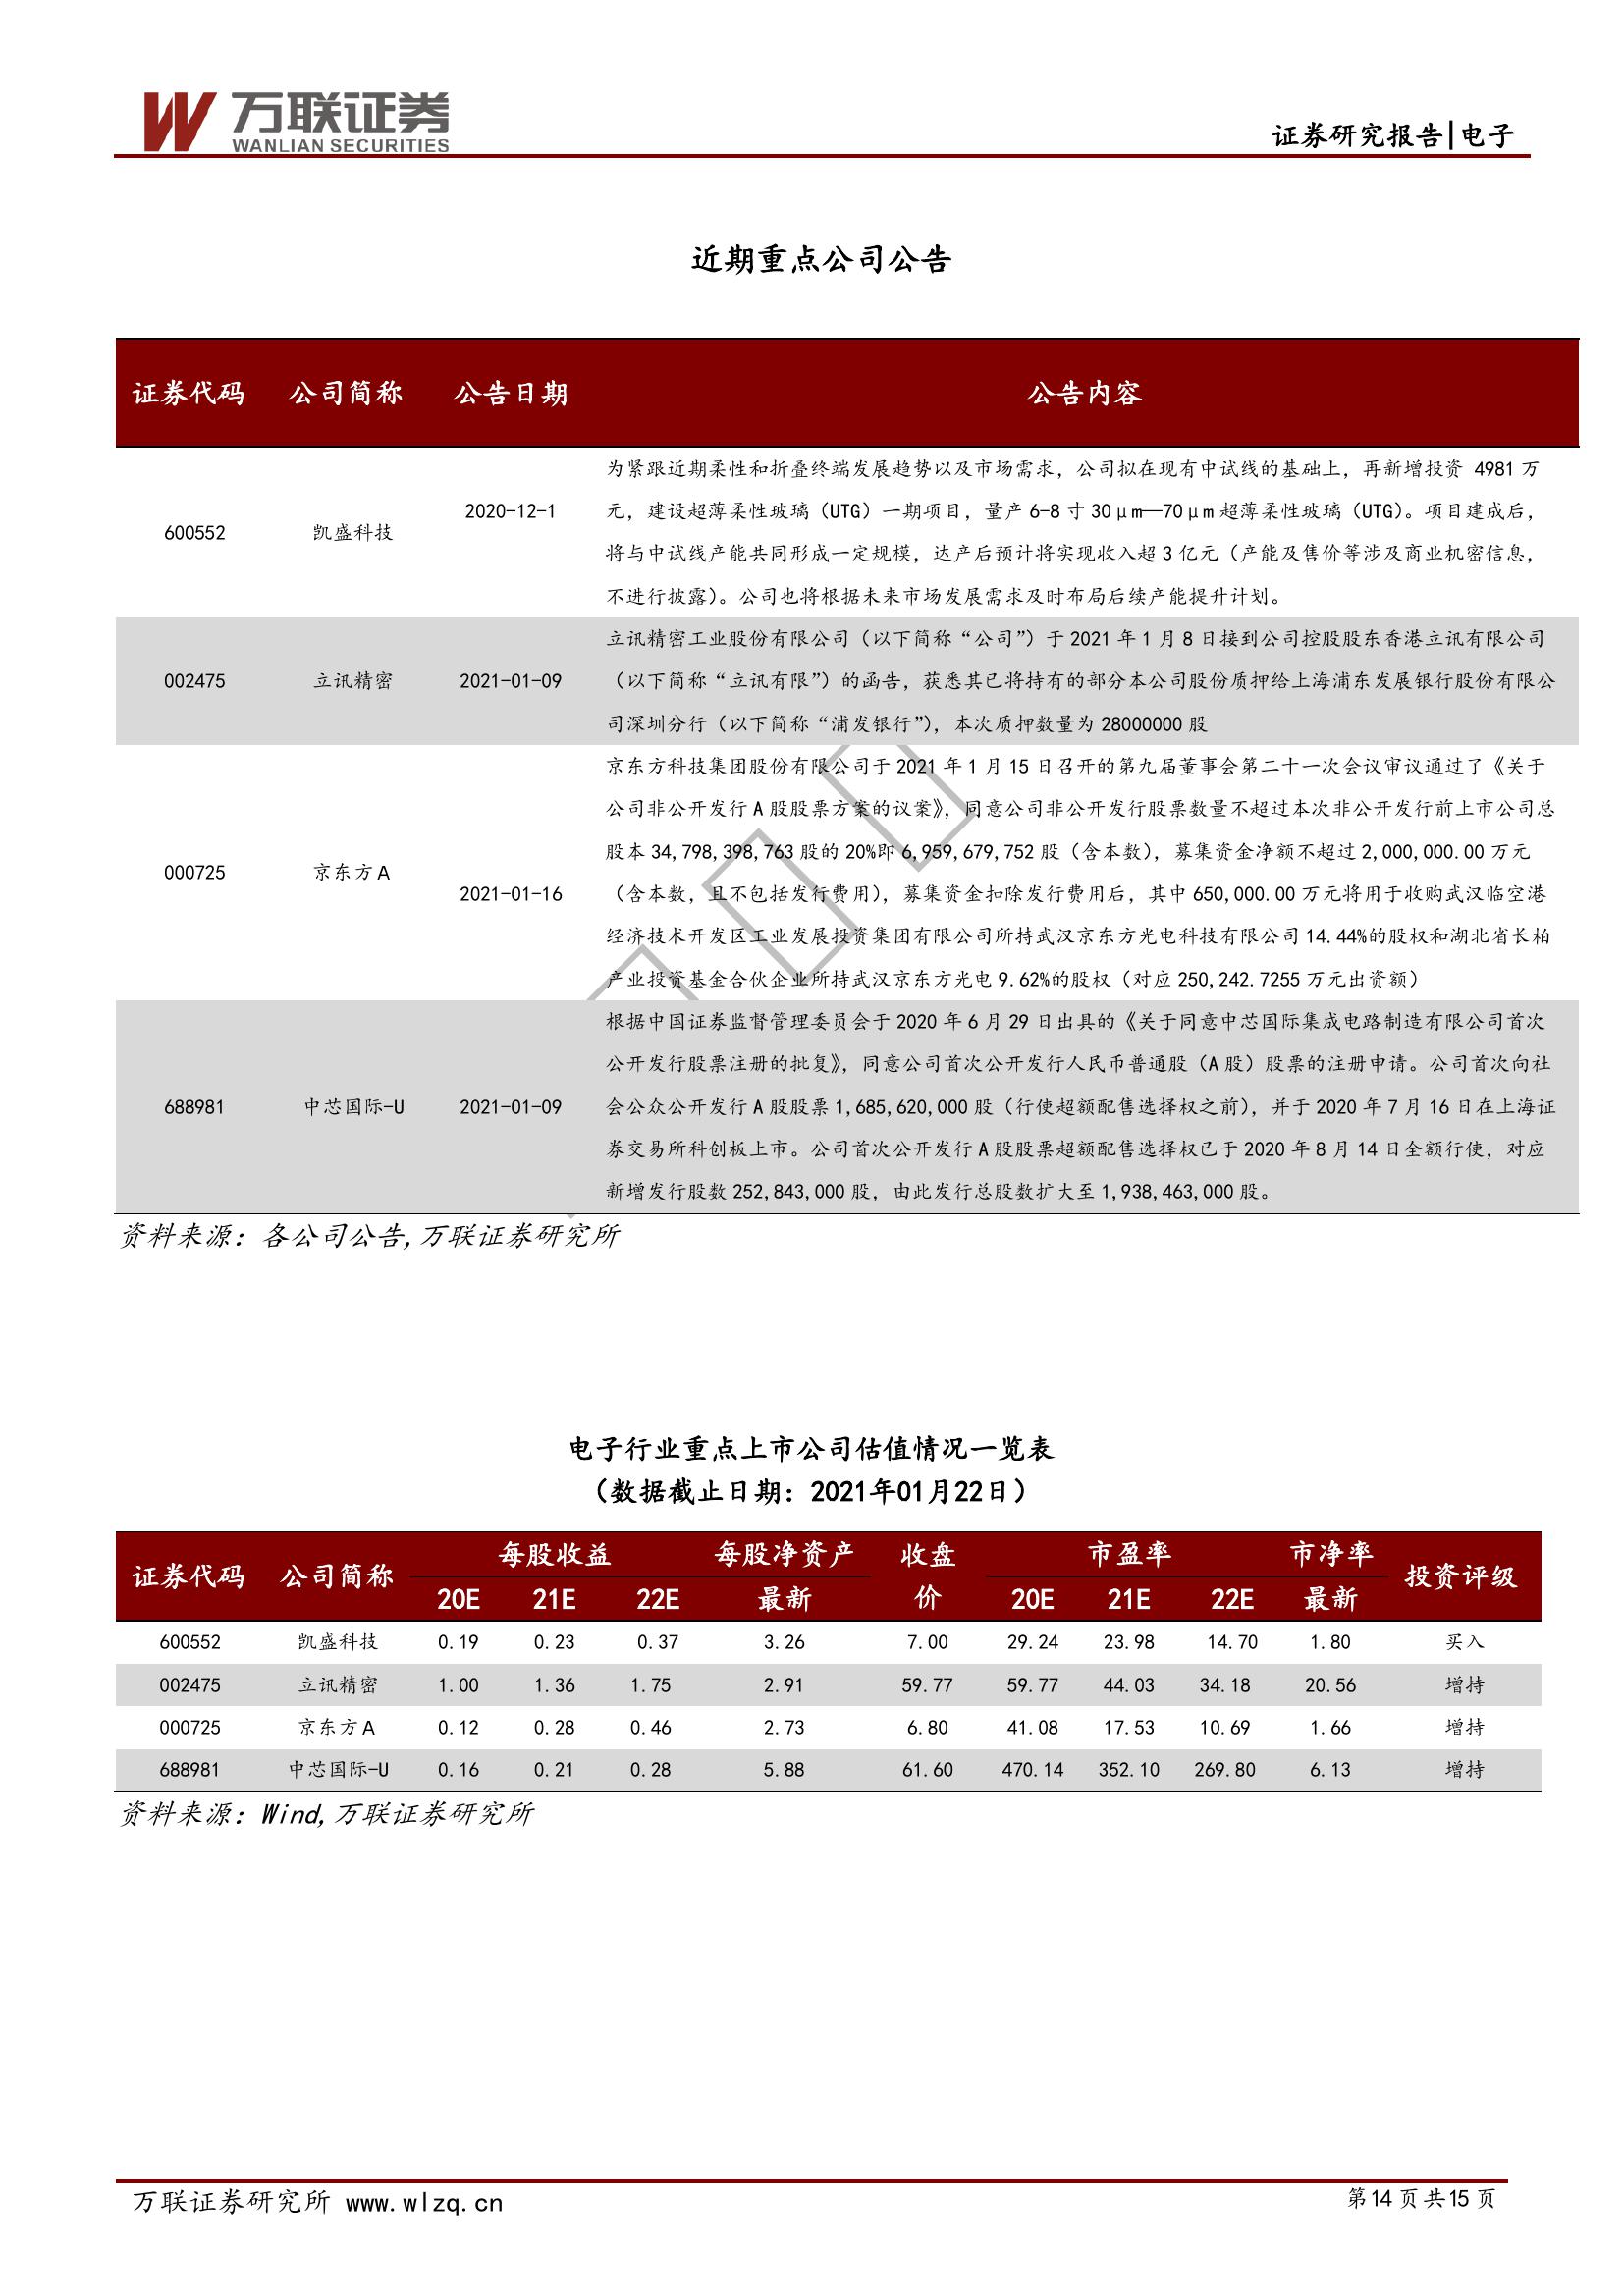 万联证券
WANLIAN SECURITIES
证券研究报告|电子
近期重点公司公告
证券代码 公司简称 公告日期 公告内容
600552 凯盛科技 2020-12-1
为紧跟近期柔性和折叠终端发展趋势以及市场需求，公司拟在现有中试线的基础上，再新增投资 4981 万
元，建设超薄柔性玻璃（UTG）一期项目，量产 6-8 寸 30μm—70μm 超薄柔性玻璃（UTG）。项目建成后，
将与中试线产能共同形成一定规模，达产后预计将实现收入超 3 亿元（产能及售价等涉及商业机密信息，
不进行披露）。公司也将根据未来市场发展需求及时布局后续产能提升计划。
002475 立讯精密 2021-01-09
立讯精密工业股份有限公司（以下简称“公司”）于 2021 年 1 月 8 日接到公司控股股东香港立讯有限公司
（以下简称“立讯有限”）的函告，获悉其已将持有的部分本公司股份质押给上海浦东发展银行股份有限公
司深圳分行（以下简称“浦发银行”），本次质押数量为 28000000 股
000725 京东方A 2021-01-16
京东方科技集团股份有限公司于 2021 年 1 月 15 日召开的第九届董事会第二十一次会议审议通过了《关于
公司非公开发行 A 股股票方案的议案》，同意公司非公开发行股票数量不超过本次非公开发行前上市公司总
股本 34,798,398,763 股的 20%即 6,959,679,752 股（含本数），募集资金净额不超过 2,000,000.00 万元
（含本数，且不包括发行费用），募集资金扣除发行费用后，其中 650,000.00 万元将用于收购武汉临空港
经济技术开发区工业发展投资集团有限公司所持武汉京东方光电科技有限公司 14.44%的股权和湖北省长柏
产业投资基金合伙企业所持武汉京东方光电 9.62%的股权（对应 250,242.7255 万元出资额）
688981 中芯国际-U 2021-01-09
根据中国证券监督管理委员会于 2020 年 6 月 29 日出具的《关于同意中芯国际集成电路制造有限公司首次
公开发行股票注册的批复》，同意公司首次公开发行人民币普通股（A 股）股票的注册申请。公司首次向社
会公众公开发行 A 股股票 1,685,620,000 股（行使超额配售选择权之前），并于 2020 年 7 月 16 日在上海证
券交易所科创板上市。公司首次公开发行 A 股股票超额配售选择权已于 2020 年 8 月 14 日全额行使，对应
新增发行股数 252,843,000 股，由此发行总股数扩大至 1,938,463,000 股。
资料来源：各公司公告,万联证券研究所
电子行业重点上市公司估值情况一览表
（数据截止日期：2021年01月22日）
证券代码 公司简称 每股收益 每股净资产 收盘价 市盈率 市净率 投资评级
20E 21E 22E 最新 20E 21E 22E 最新
600552 凯盛科技 0.19 0.23 0.37 3.26 7.00 29.24 23.98 14.70 1.80 买入
002475 立讯精密 1.00 1.36 1.75 2.91 59.77 59.77 44.03 34.18 20.56 增持
000725 京东方A 0.12 0.28 0.46 2.73 6.80 41.08 17.53 10.69 1.66 增持
688981 中芯国际-U 0.16 0.21 0.28 5.88 61.60 470.14 352.10 269.80 6.13 增持
资料来源：Wind,万联证券研究所
万联证券研究所 www.wlzq.cn
第14页共15页